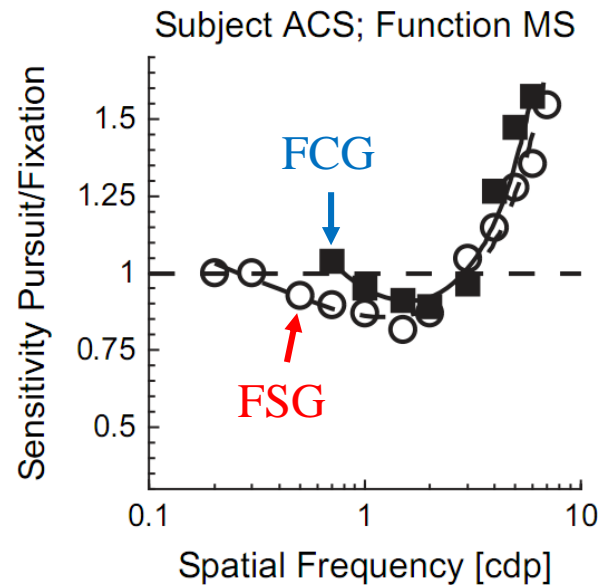 Subject ACS; Function MS
Sensitivity Pursuit/Fixation
1.5
1.25
1
0.75
0.5
FCG
FSG
0.1
1
10
Spatial Frequency [cdp]